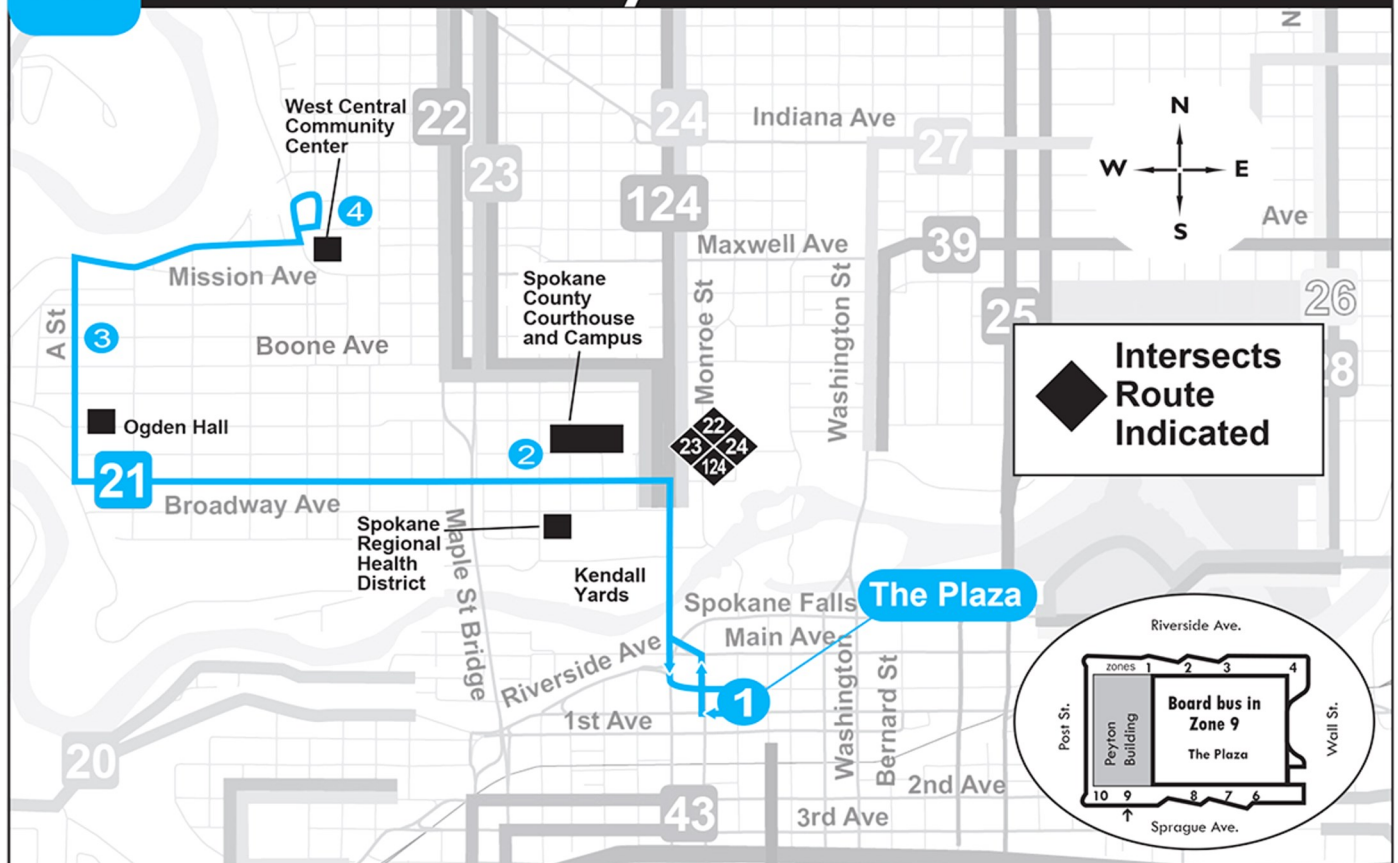 N
West Central
Community
Center
22
24
Indiana Ave
27
N
W
E
S
23
124
4
Maxwell Ave
39
Ave
Mission Ave
Spokane
County
Courthouse
and Campus
Monroe St
Washington St
25
26
A St
3
Boone Ave
Intersects
Route
Indicated
Ogden Hall
2
22
23
24
124
21
Broadway Ave
Spokane
Regional
Health
District
Maple St Bridge
Kendall
Yards
Spokane Falls
The Plaza
Main Ave
Riverside Ave
1
1st Ave
Washington
Bernard St
20
2nd Ave
43
3rd Ave
Riverside Ave.
zones 1 2 3 4
Post St.
Peyton
Building
Board bus in
Zone 9
The Plaza
Wall St.
10 9 8 7 6
Sprague Ave.